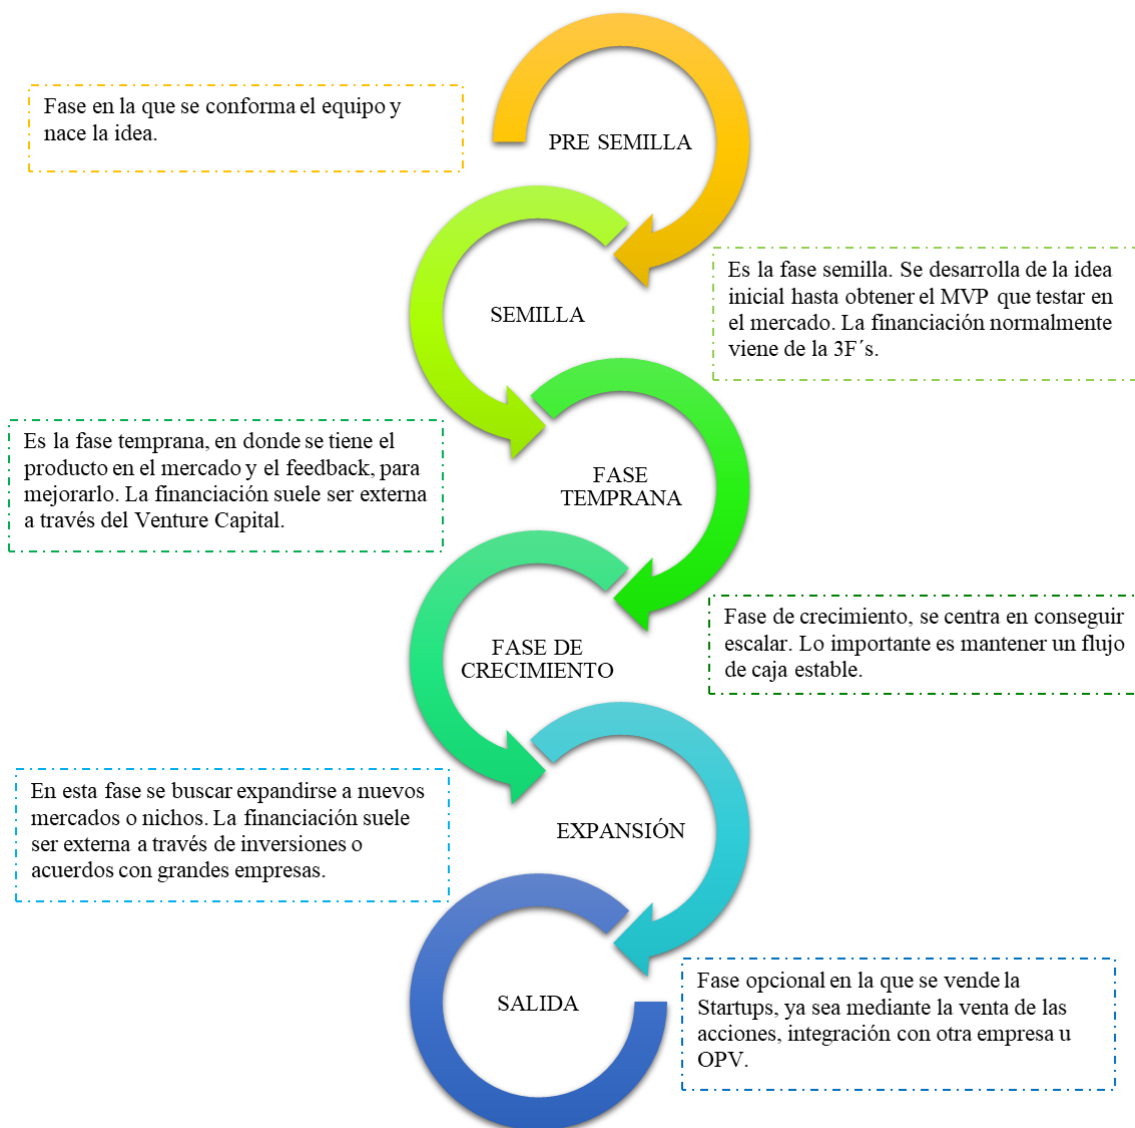 Fase en la que se conforma el equipo y
nace la idea.
PRE SEMILLA
SEMILLA
Es la fase semilla. Se desarrolla de la idea
inicial hasta obtener el MVP que testar en
el mercado. La financiación normalmente
viene de la 3F´s.
Es la fase temprana, en donde se tiene el
producto en el mercado y el feedback, para
mejorarlo. La financiación suele ser externa
a través del Venture Capital.
FASE
TEMPRANA
FASE DE
CRECIMIENTO
Fase de crecimiento, se centra en conseguir
escalar. Lo importante es mantener un flujo
de caja estable.
En esta fase se buscar expandirse a nuevos
mercados o nichos. La financiación suele
ser externa a través de inversiones o
acuerdos con grandes empresas.
EXPANSIÓN
SALIDA
Fase opcional en la que se vende la
Startups, ya sea mediante la venta de las
acciones, integración con otra empresa u
OPV.